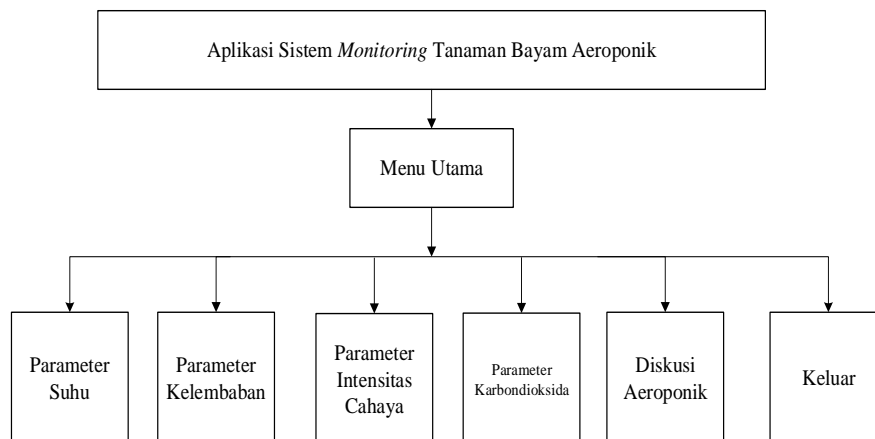 Aplikasi Sistem Monitoring Tanaman Bayam Aeroponik
Menu Utama
Parameter
Suhu
Parameter
Kelembaban
Parameter
Intensitas
Cahaya
Parameter
Karbondioksida
Diskusi
Aeroponik
Keluar